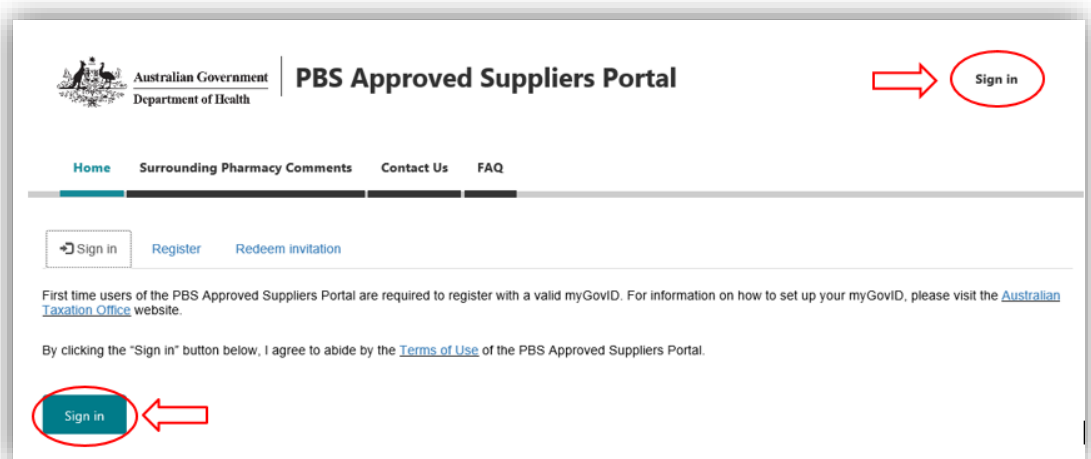 Australian Government
Department of Health
PBS Approved Suppliers Portal
Sign in
Home Surrounding Pharmacy Comments Contact Us FAQ
Sign in Register Redeem invitation
First time users of the PBS Approved Suppliers Portal are required to register with a valid myGovID. For information on how to set up your myGovID, please visit the Australian
Taxation Office website.
By clicking the "Sign in" button below, I agree to abide by the Terms of Use of the PBS Approved Suppliers Portal.
Sign in